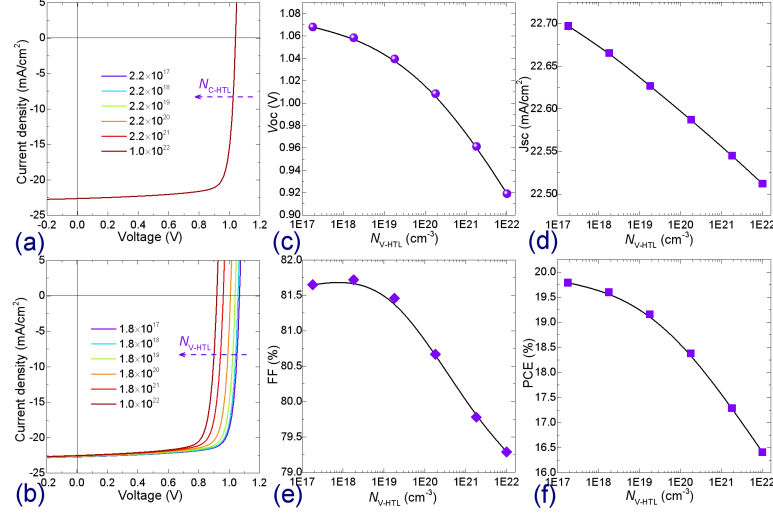 5
0
-5
-10
-15
-20
-25
Current density (mA/cm²)
2.2×10¹⁷
2.2×10¹⁸
2.2×10¹⁹
2.2×10²⁰
2.2×10²¹
1.0×10²²
N_C-HTL
0.0 0.2 0.4 0.6 0.8 1.0 1.2
Voltage (V)
(a)
1.08
1.06
1.04
1.02
1.00
0.98
0.96
0.94
0.92
0.90
Voc (V)
1E17 1E18 1E19 1E20 1E21 1E22
N_V-HTL (cm⁻³)
(c)
22.70
22.65
22.60
22.55
22.50
Jsc (mA/cm²)
1E17 1E18 1E19 1E20 1E21 1E22
N_V-HTL (cm⁻³)
(d)
5
0
-5
-10
-15
-20
-25
Current density (mA/cm²)
1.8×10¹⁷
1.8×10¹⁸
1.8×10¹⁹
1.8×10²⁰
1.8×10²¹
1.0×10²²
N_V-HTL
0.0 0.2 0.4 0.6 0.8 1.0 1.2
Voltage (V)
(b)
82.0
81.5
81.0
80.5
80.0
79.5
79.0
FF (%)
1E17 1E18 1E19 1E20 1E21 1E22
N_V-HTL (cm⁻³)
(e)
20.0
19.5
19.0
18.5
18.0
17.5
17.0
16.5
16.0
PCE (%)
1E17 1E18 1E19 1E20 1E21 1E22
N_V-HTL (cm⁻³)
(f)